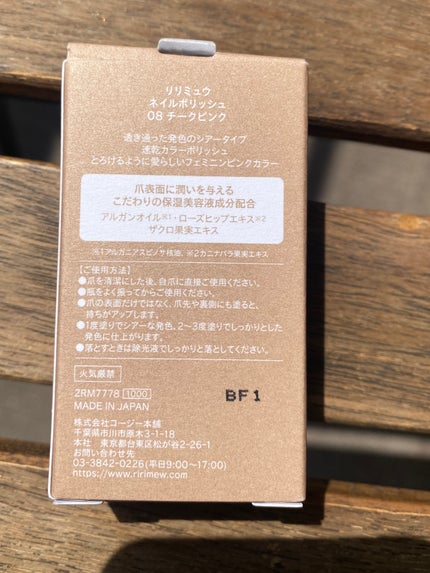 リリミュウ
ネイルポリッシュ
08 チークピンク
透き通った発色のシアータイプ
速乾カラーポリッシュ
とろけるように愛らしいフェミニンピンクカラー
爪表面に潤いを与える
こだわりの保湿美容液成分配合
アルガンオイル※1・ローズヒップエキス※2
ザクロ果実エキス
※1アルガニアスピノサ核油、※2カニナバラ果実エキス
【ご使用方法】
●爪を清潔にした後、自爪に直接ご使用ください。
●瓶をよく振ってからご使用ください。
●爪の表面だけではなく、爪先や裏側にも塗ると、
持ちがアップします。
●1度塗りでシアーな発色、2〜3度塗りでしっかりとした
発色に仕上がります。
●落とすときは除光液でしっかりと落としてください。
火気厳禁
2RM7778 1000
MADE IN JAPAN
BF1
株式会社コージー本舗
千葉県市川市原木3-1-18
本社 東京都台東区松が谷2-26-1
お問い合わせ先
03-3842-0226(平日9:00〜17:00)
https://www.ririmew.com